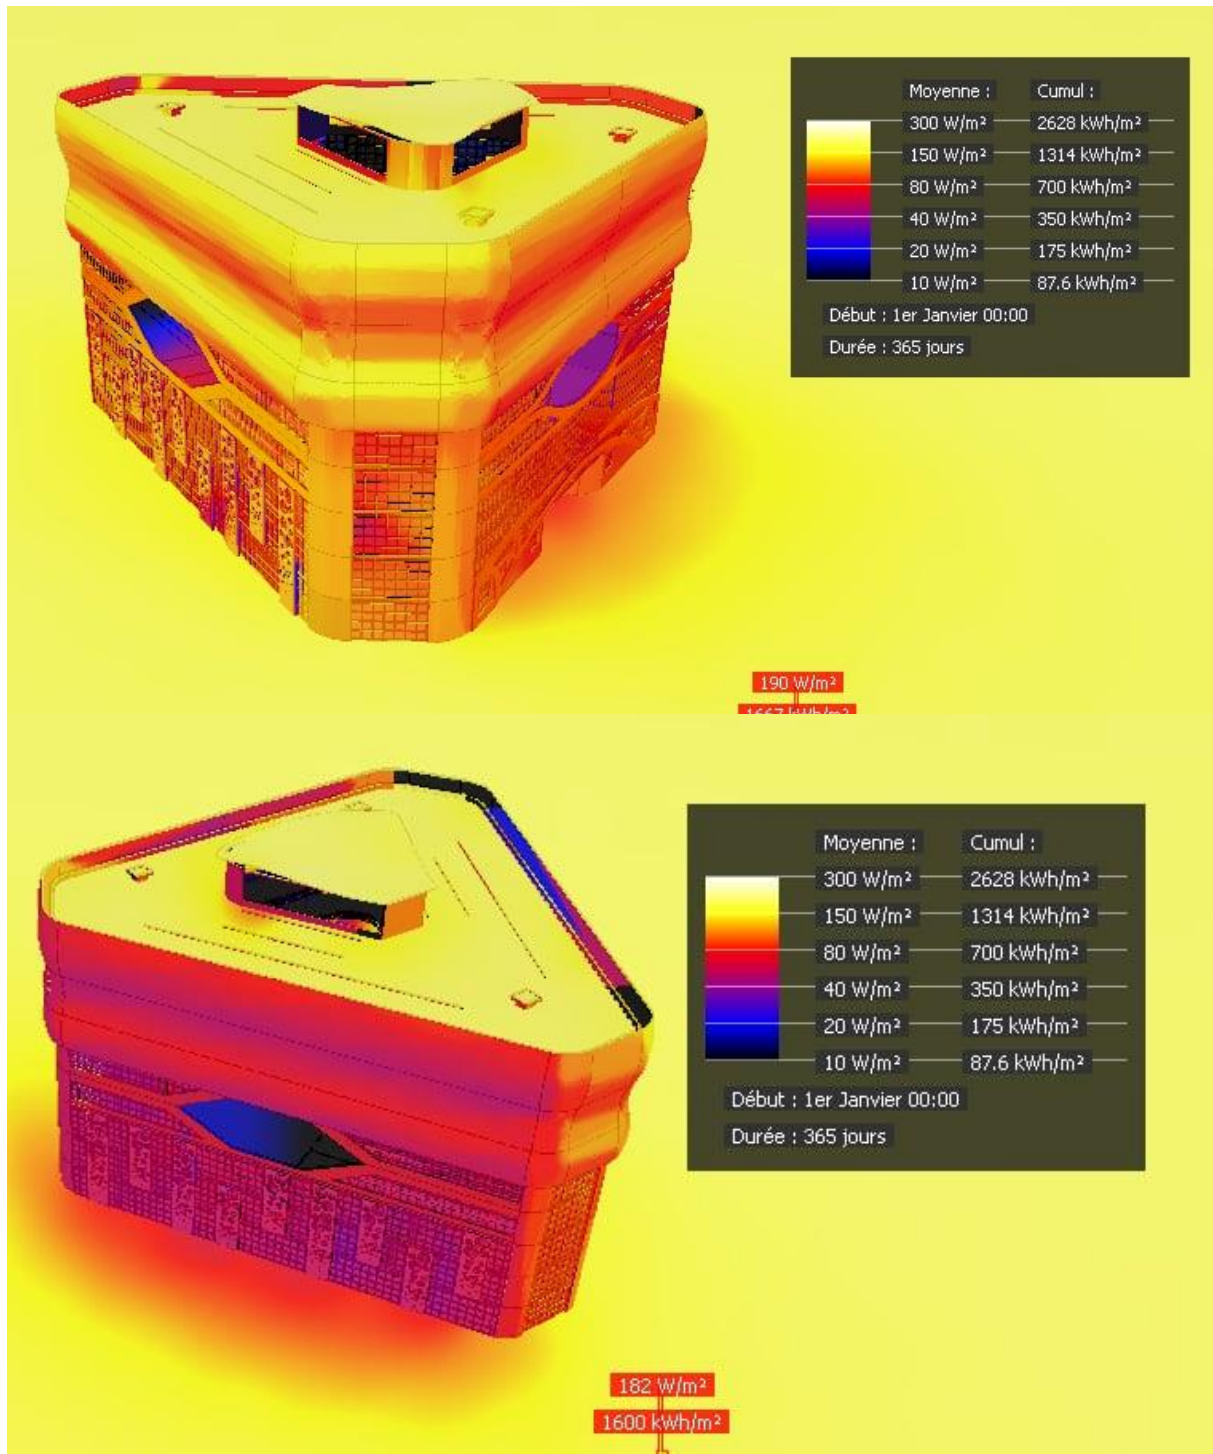 Moyenne : Cumul :
300 W/m² 2628 kWh/m²
150 W/m² 1314 kWh/m²
80 W/m² 700 kWh/m²
40 W/m² 350 kWh/m²
20 W/m² 175 kWh/m²
10 W/m² 87.6 kWh/m²
Début : 1er Janvier 00:00
Durée : 365 jours
190 W/m²
1667 kWh/m²
Moyenne : Cumul :
300 W/m² 2628 kWh/m²
150 W/m² 1314 kWh/m²
80 W/m² 700 kWh/m²
40 W/m² 350 kWh/m²
20 W/m² 175 kWh/m²
10 W/m² 87.6 kWh/m²
Début : 1er Janvier 00:00
Durée : 365 jours
182 W/m²
1600 kWh/m²